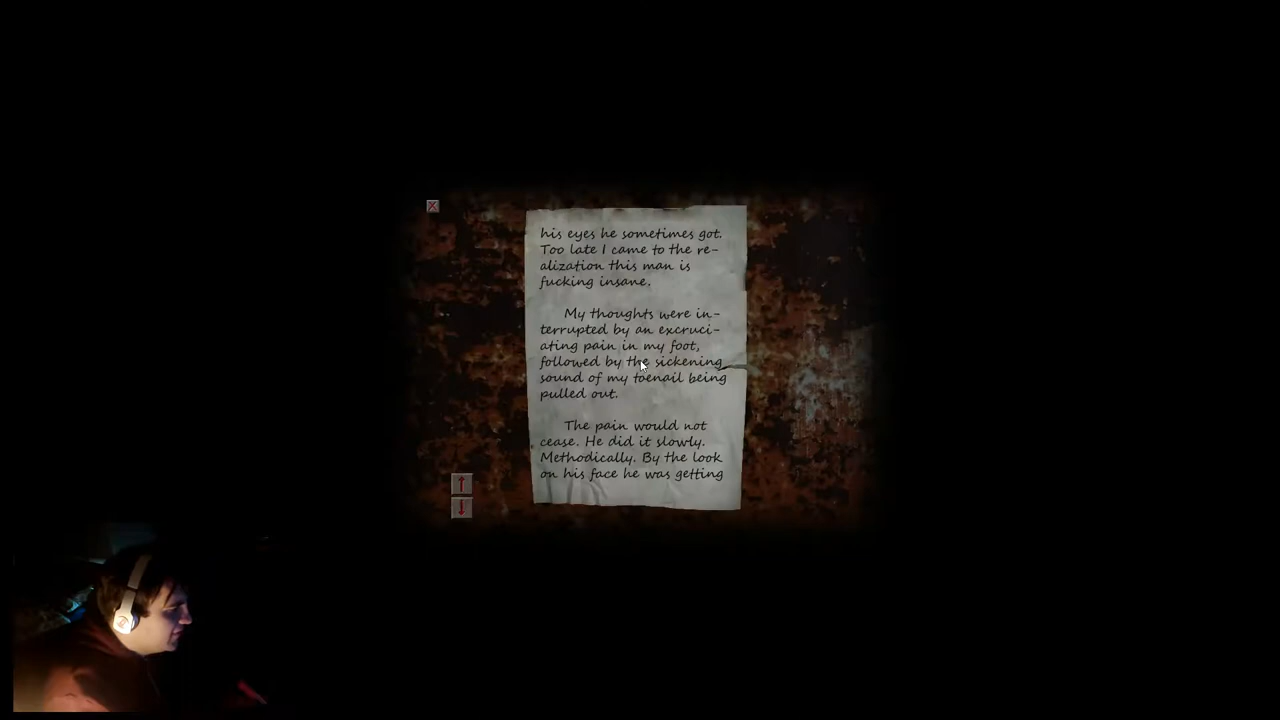 his eyes he sometimes got.
Too late I came to the re-
alization this man is
fucking insane.
My thoughts were in-
terrupted by an excruci-
ating pain in my foot,
followed by the sickening
sound of my toenail being
pulled out.
The pain would not
cease. He did it slowly.
Methodically. By the look
on his face he was getting